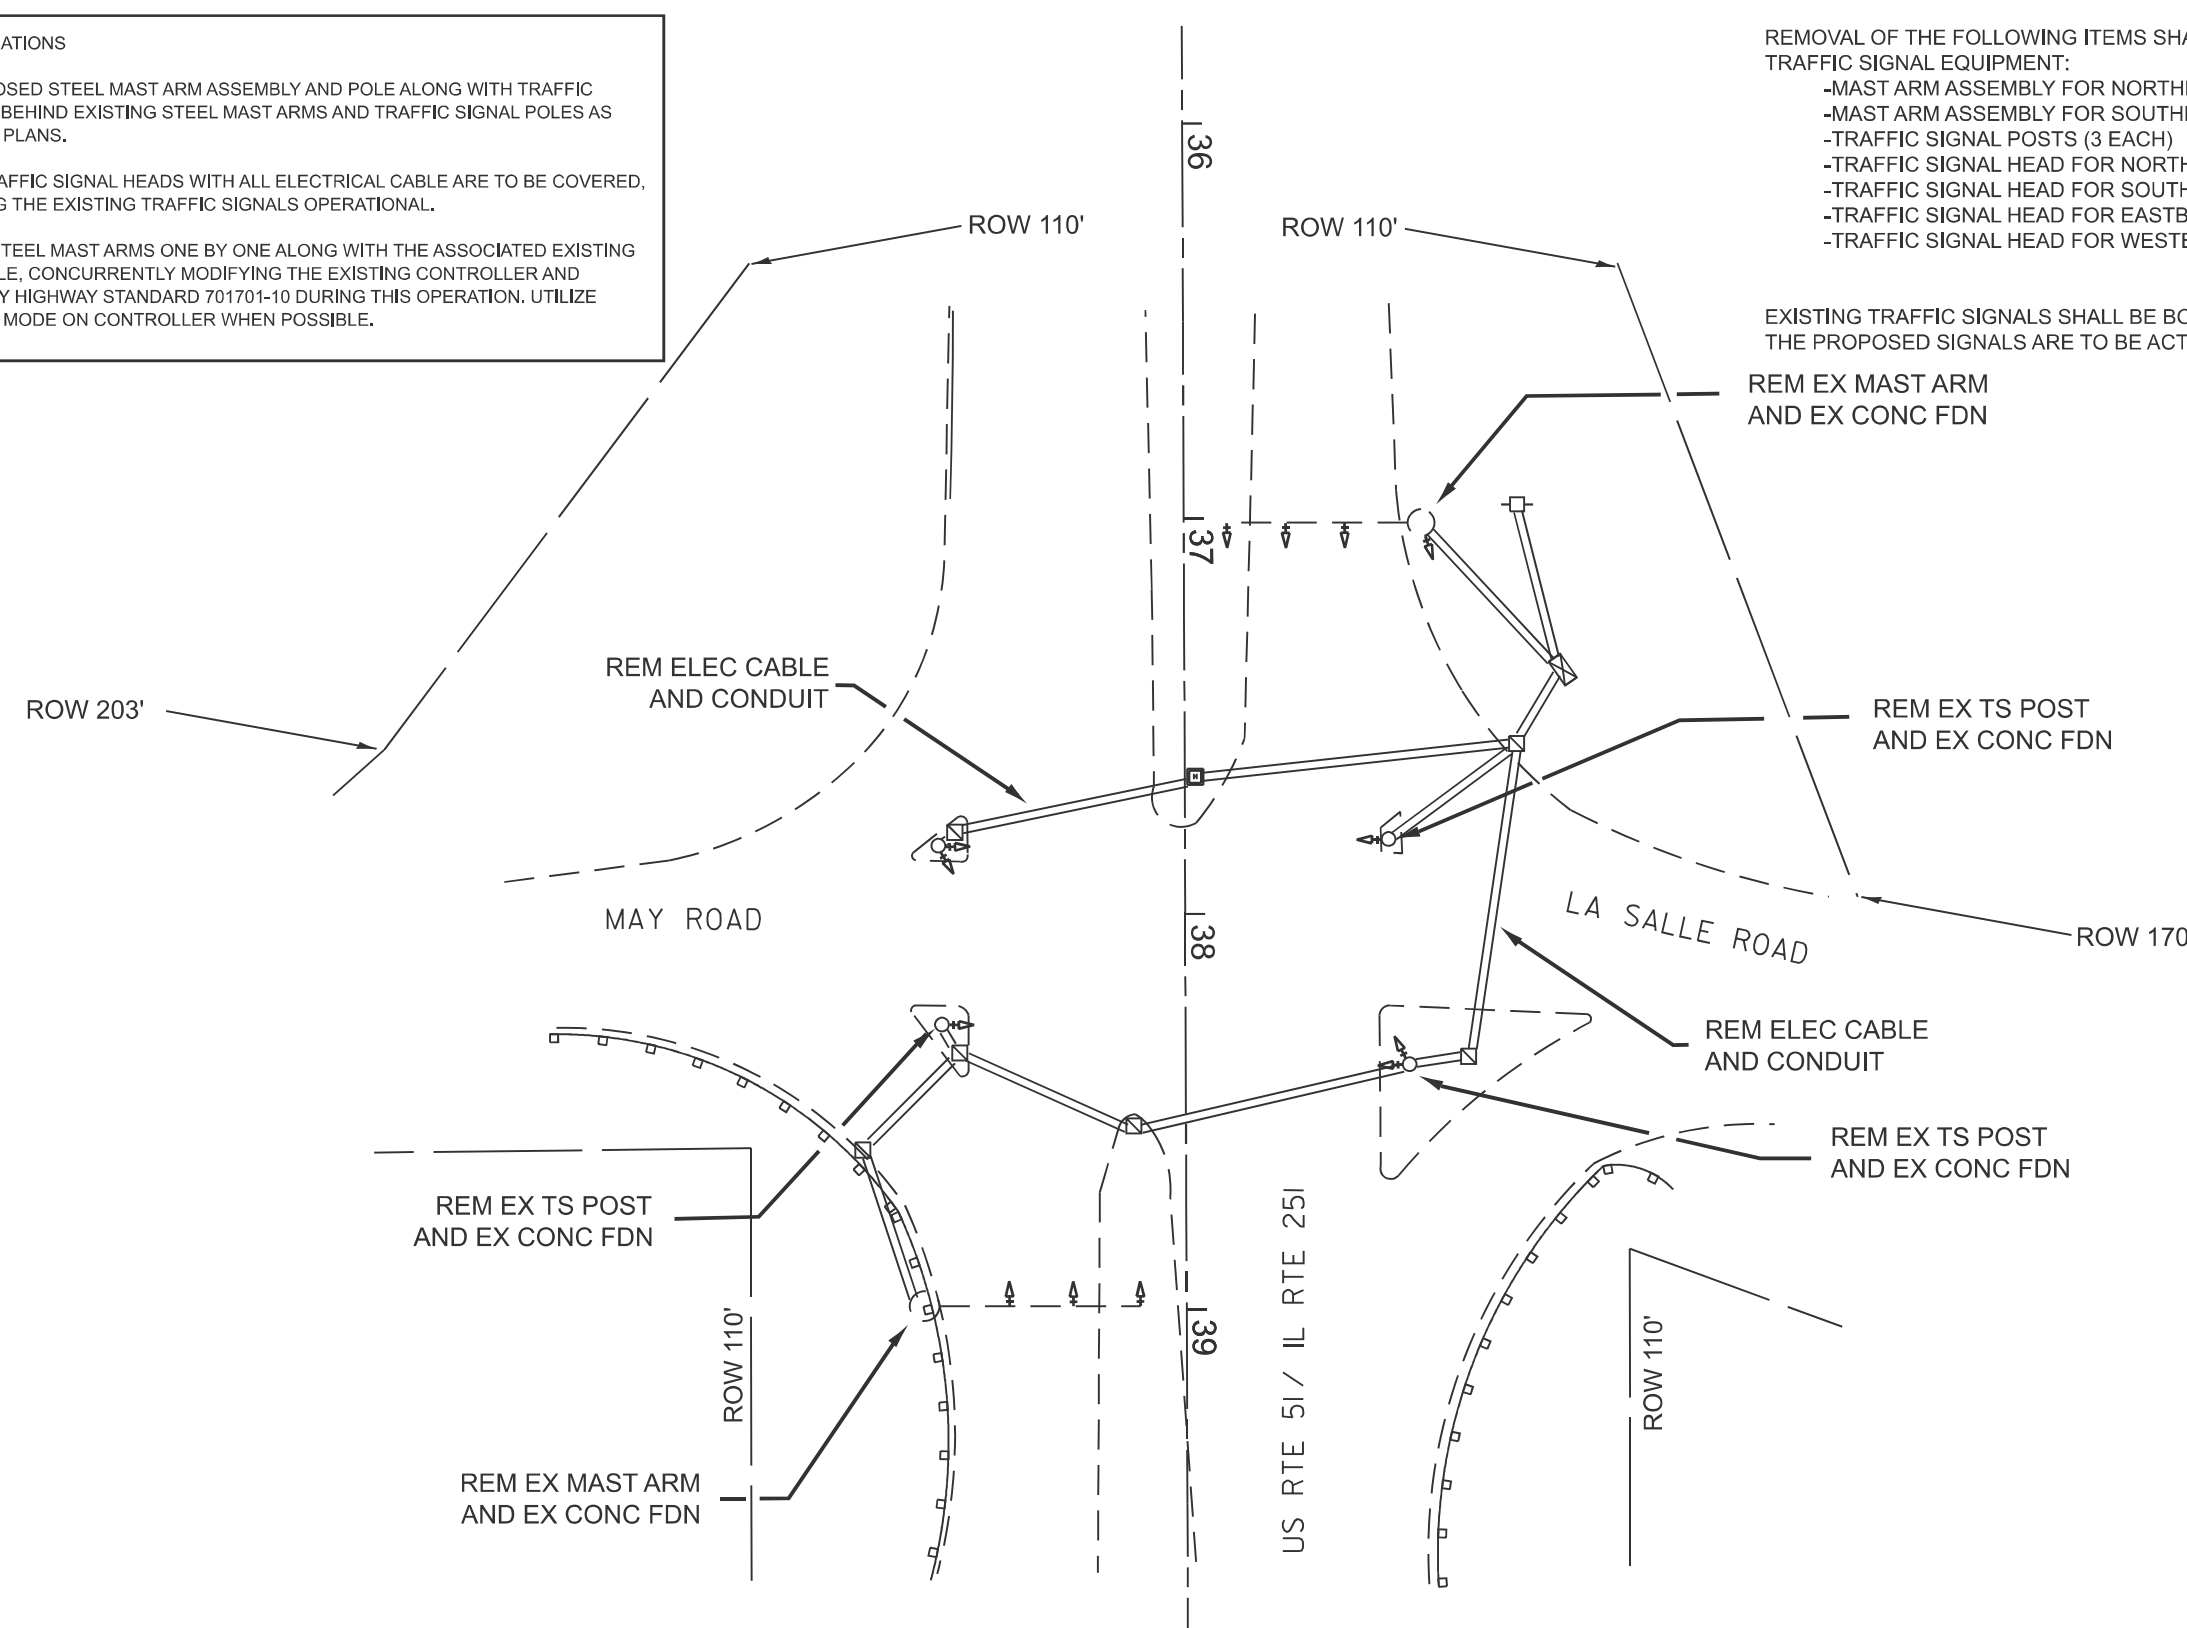 ATIONS
OSED STEEL MAST ARM ASSEMBLY AND POLE ALONG WITH TRAFFIC
BEHIND EXISTING STEEL MAST ARMS AND TRAFFIC SIGNAL POLES AS
PLANS.
AFFIC SIGNAL HEADS WITH ALL ELECTRICAL CABLE ARE TO BE COVERED,
G THE EXISTING TRAFFIC SIGNALS OPERATIONAL.
TEEL MAST ARMS ONE BY ONE ALONG WITH THE ASSOCIATED EXISTING
LE, CONCURRENTLY MODIFYING THE EXISTING CONTROLLER AND
Y HIGHWAY STANDARD 701701-10 DURING THIS OPERATION. UTILIZE
MODE ON CONTROLLER WHEN POSSIBLE.
REMOVAL OF THE FOLLOWING ITEMS SHA
TRAFFIC SIGNAL EQUIPMENT:
-MAST ARM ASSEMBLY FOR NORTH
-MAST ARM ASSEMBLY FOR SOUTH
-TRAFFIC SIGNAL POSTS (3 EACH)
-TRAFFIC SIGNAL HEAD FOR NORTH
-TRAFFIC SIGNAL HEAD FOR SOUTH
-TRAFFIC SIGNAL HEAD FOR EASTB
-TRAFFIC SIGNAL HEAD FOR WESTB
EXISTING TRAFFIC SIGNALS SHALL BE BO
THE PROPOSED SIGNALS ARE TO BE ACT
36
ROW 110'
ROW 110'
REM EX MAST ARM
AND EX CONC FDN
37
REM ELEC CABLE
AND CONDUIT
ROW 203'
REM EX TS POST
AND EX CONC FDN
H
MAY ROAD
38
LA SALLE ROAD
ROW 170
REM ELEC CABLE
AND CONDUIT
REM EX TS POST
AND EX CONC FDN
REM EX TS POST
AND EX CONC FDN
US RTE 51/ IL RTE 251
39
ROW 110'
ROW 110'
REM EX MAST ARM
AND EX CONC FDN